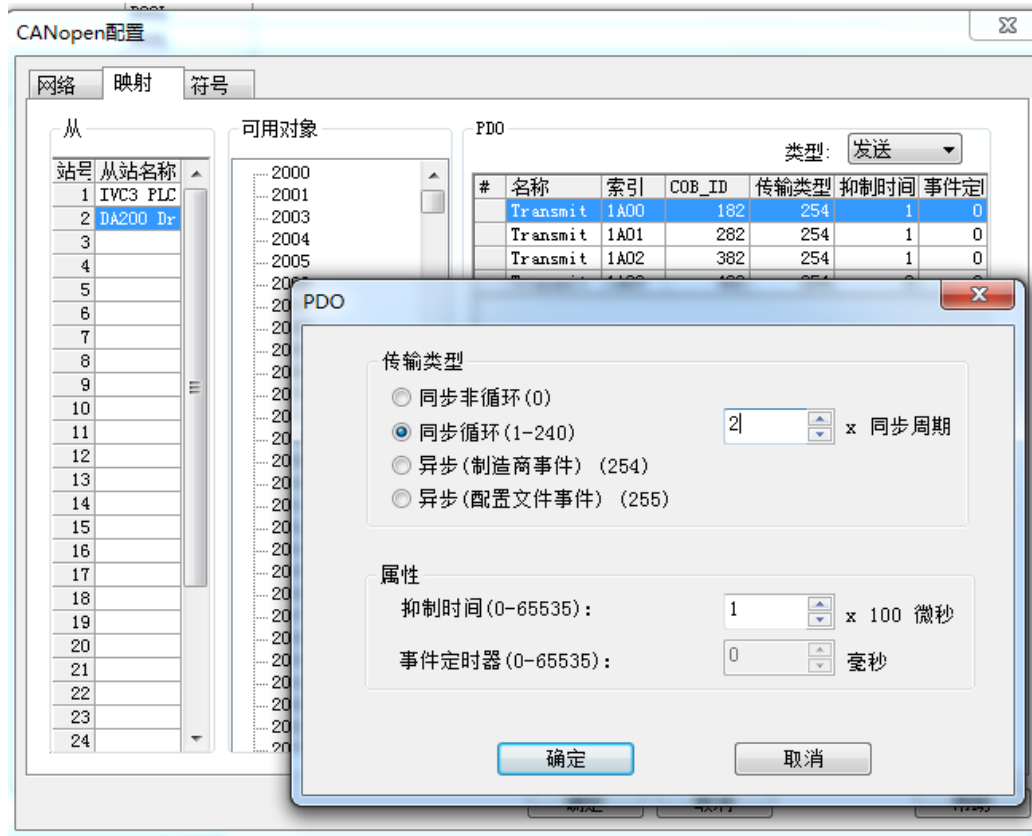 CANopen配置
网络 映射 符号
从
站号 从站名称
1 IVC3 PLC
2 DA200 Dr
3
4
5
6
7
8
9
10
11
12
13
14
15
16
17
18
19
20
21
22
23
24
可用对象
2000
2001
2003
2004
2005
PDO
类型: 发送
# 名称 索引 COB_ID 传输类型 抑制时间 事件定
Transmit 1A00 182 254 1 0
Transmit 1A01 282 254 1 0
Transmit 1A02 382 254 1 0
PDO
传输类型
同步非循环(0)
同步循环(1-240) 2 x 同步周期
异步(制造商事件) (254)
异步(配置文件事件) (255)
属性
抑制时间(0-65535): 1 x 100 微秒
事件定时器(0-65535): 0 毫秒
确定 取消